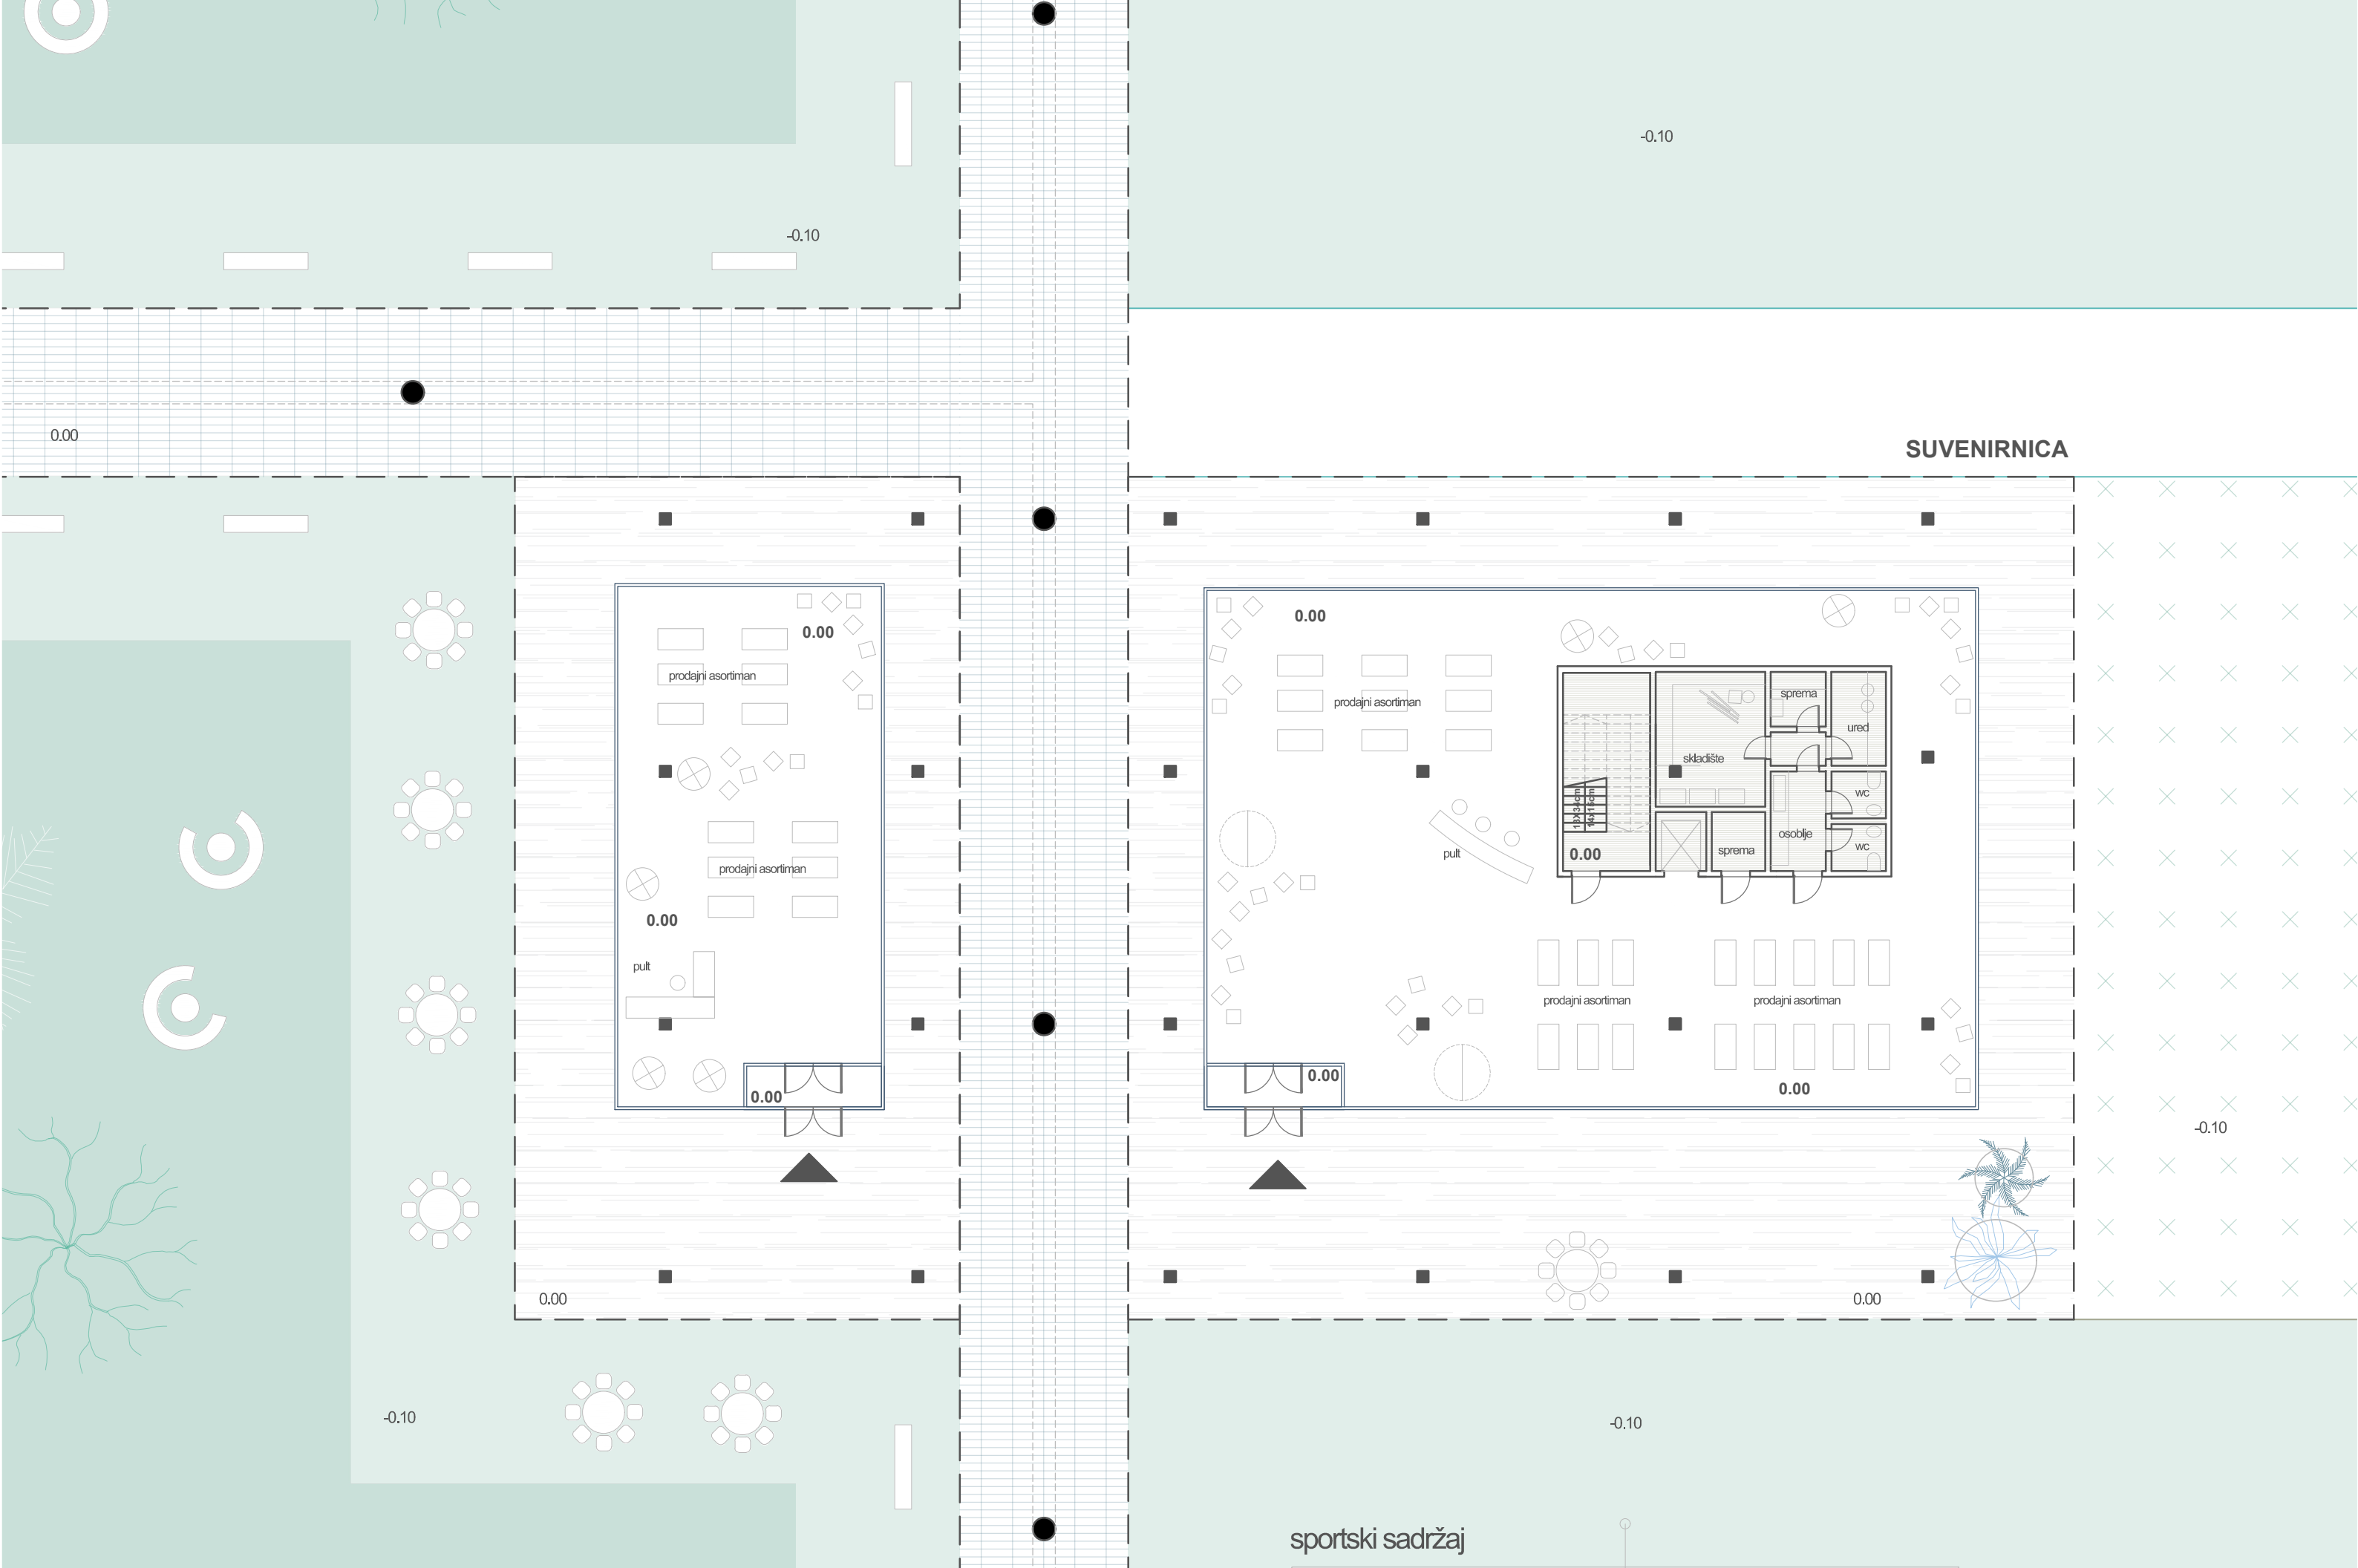 -0.10
-0.10
0.00
SUVENIRNICA
0.00
0.00
prodajni asortiman
prodajni asortiman
sprema
ured
skladište
wc
13X34cm
14x15cm
osoblje
wc
sprema
pult
0.00
prodajni asortiman
0.00
pult
prodajni asortiman
prodajni asortiman
0.00
0.00
0.00
-0.10
0.00
0.00
-0.10
-0.10
sportski sadržaj